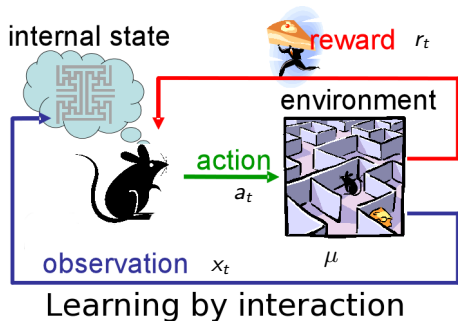 internal state
reward r_t
environment
action
a_t
observation x_t
μ
Learning by interaction